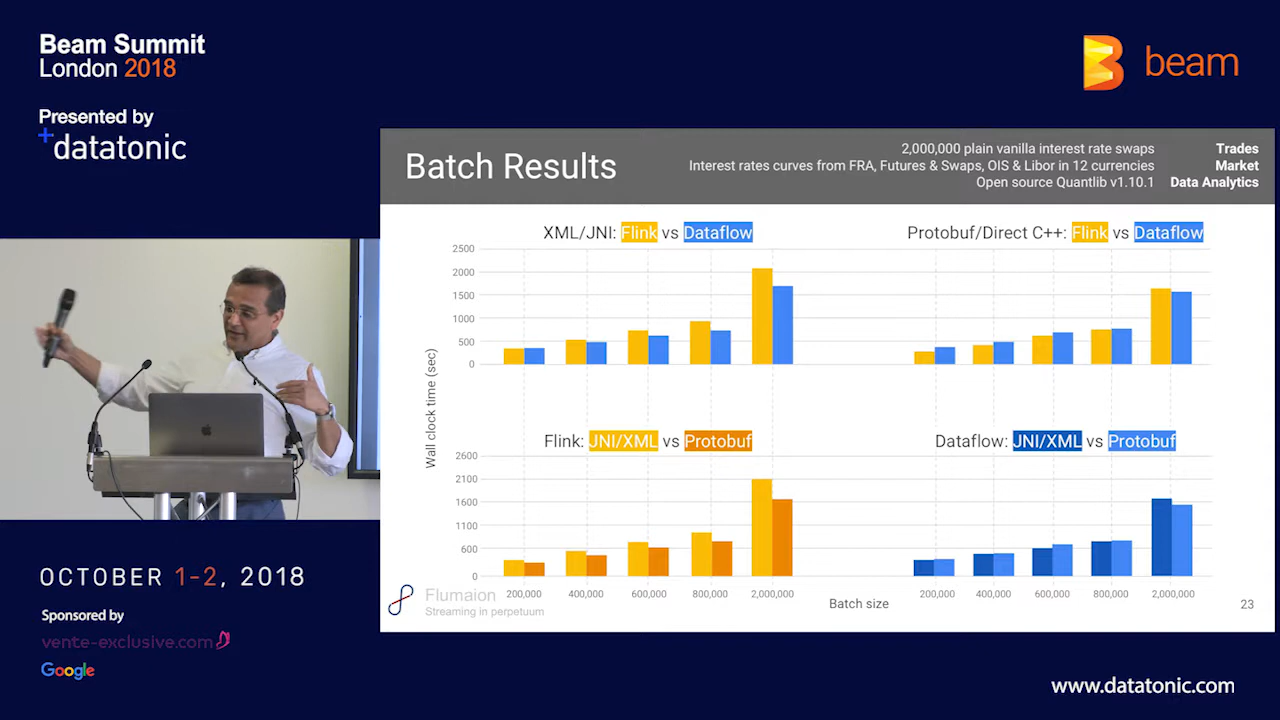 Beam Summit
London 2018
Presented by
+datatonic
beam
Batch Results
2,000,000 plain vanilla interest rate swaps Trades
Interest rates curves from FRA, Futures & Swaps, OIS & Libor in 12 currencies Market
Open source Quantlib v1.10.1 Data Analytics
XML/JNI: Flink vs Dataflow
Protobuf/Direct C++: Flink vs Dataflow
2500
2000
1500
1000
500
0
Wall clock time (sec)
Flink: JNI/XML vs Protobuf
Dataflow: JNI/XML vs Protobuf
2600
2100
1600
1100
600
0
200,000 400,000 600,000 800,000 2,000,000
200,000 400,000 600,000 800,000 2,000,000
Batch size
Flumaion
Streaming in perpetuum
23
OCTOBER 1-2, 2018
Sponsored by
vente-exclusive.com
Google
www.datatonic.com